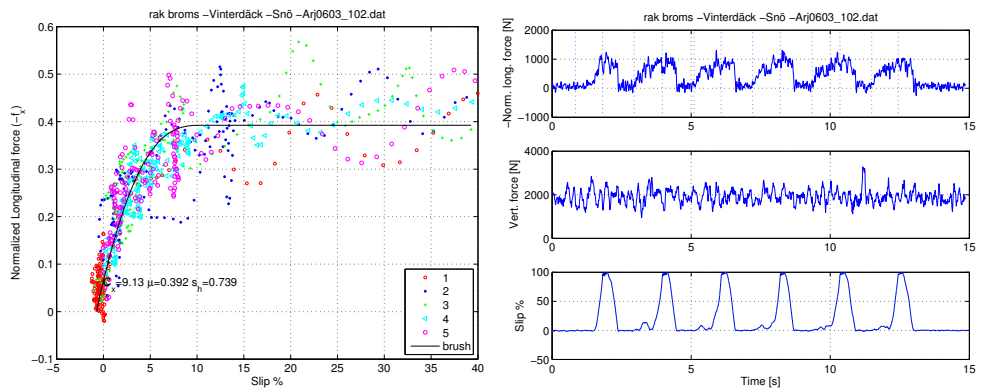 rak broms −Vinterdäck −Snö −Arj0603_102.dat
Normalized Longitudinal force (−fx)
0.6
0.5
0.4
0.3
0.2
0.1
0
−0.1
=9.13 μ=0.392 sh=0.739
1
2
3
4
5
brush
−5 0 5 10 15 20 25 30 35 40
Slip %
rak broms −Vinterdäck −Snö −Arj0603_102.dat
−Norm. long. force [N]
2000
1000
0
−1000
0 5 10 15
Vert. force [N]
4000
2000
0
0 5 10 15
Slip %
100
50
0
−50
0 5 10 15
Time [s]